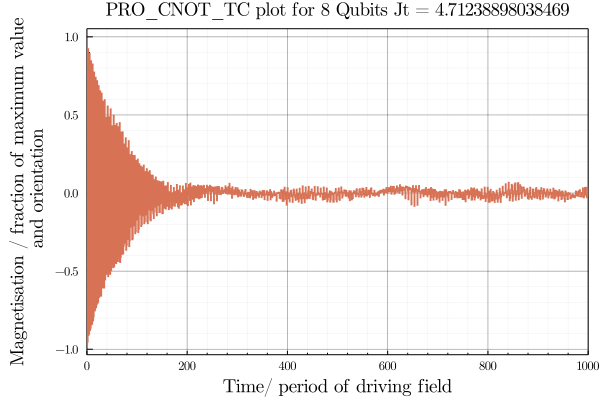 PRO_CNOT_TC plot for 8 Qubits Jt = 4.71238898038469
Magnetisation / fraction of maximum value
and orientation
1.0
0.5
0.0
−0.5
−1.0
0 200 400 600 800 1000
Time/ period of driving field